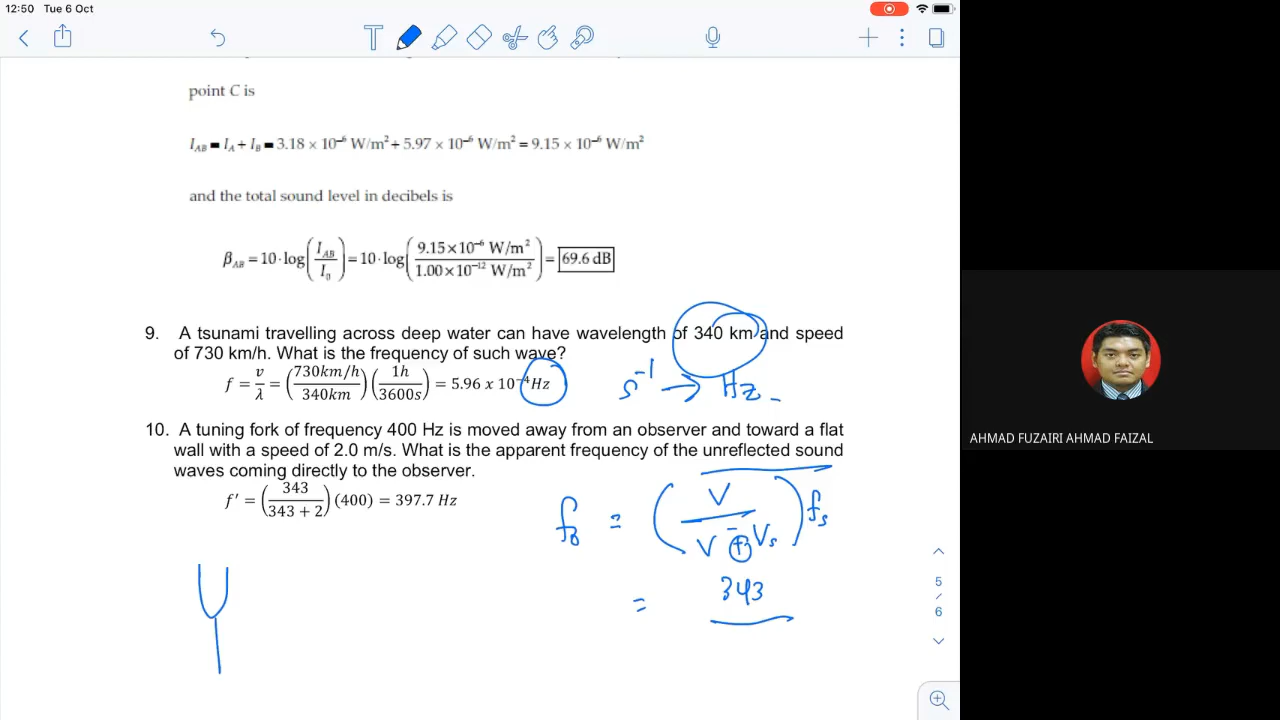 12:50 Tue 6 Oct
point C is
I_AB = I_A + I_B = 3.18 × 10⁻⁶ W/m² + 5.97 × 10⁻⁶ W/m² = 9.15 × 10⁻⁶ W/m²
and the total sound level in decibels is
β_AB = 10·log(I_AB/I_0) = 10·log(9.15×10⁻⁶ W/m² / 1.00×10⁻¹² W/m²) = 69.6 dB
9. A tsunami travelling across deep water can have wavelength of 340 km and speed
of 730 km/h. What is the frequency of such wave?
f = v/λ = (730km/h / 340km)(1h / 3600s) = 5.96 x 10⁻⁴Hz
s⁻¹ → Hz
10. A tuning fork of frequency 400 Hz is moved away from an observer and toward a flat
wall with a speed of 2.0 m/s. What is the apparent frequency of the unreflected sound
waves coming directly to the observer.
f′ = (343 / 343 + 2)(400) = 397.7 Hz
f_o = (V / V ∓ V_s) f_s
= 343
5
/
6
AHMAD FUZAIRI AHMAD FAIZAL